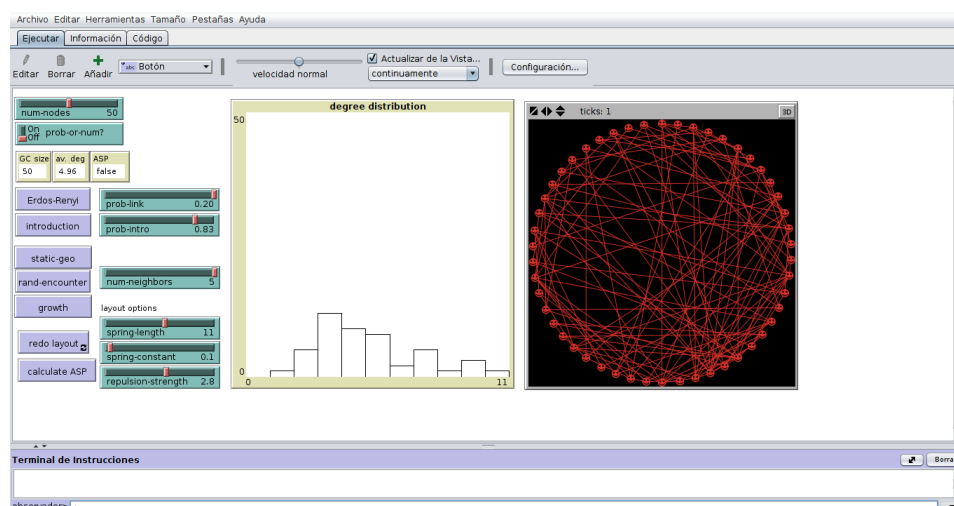 Archivo Editar Herramientas Tamaño Pestañas Ayuda
Ejecutar Información Código
Editar Borrar Añadir
abc Botón
velocidad normal
Actualizar de la Vista...
continuamente
Configuración...
num-nodes 50
On
Off prob-or-num?
GC size av. deg ASP
50 4.96 false
Erdos-Renyi
prob-link 0.20
introduction
prob-intro 0.83
static-geo
rand-encounter
num-neighbors 5
growth
layout options
spring-length 11
redo layout
spring-constant 0.1
calculate ASP
repulsion-strength 2.8
degree distribution
50
0
0 11
ticks: 1
3D
Terminal de Instrucciones
Borra
observador>